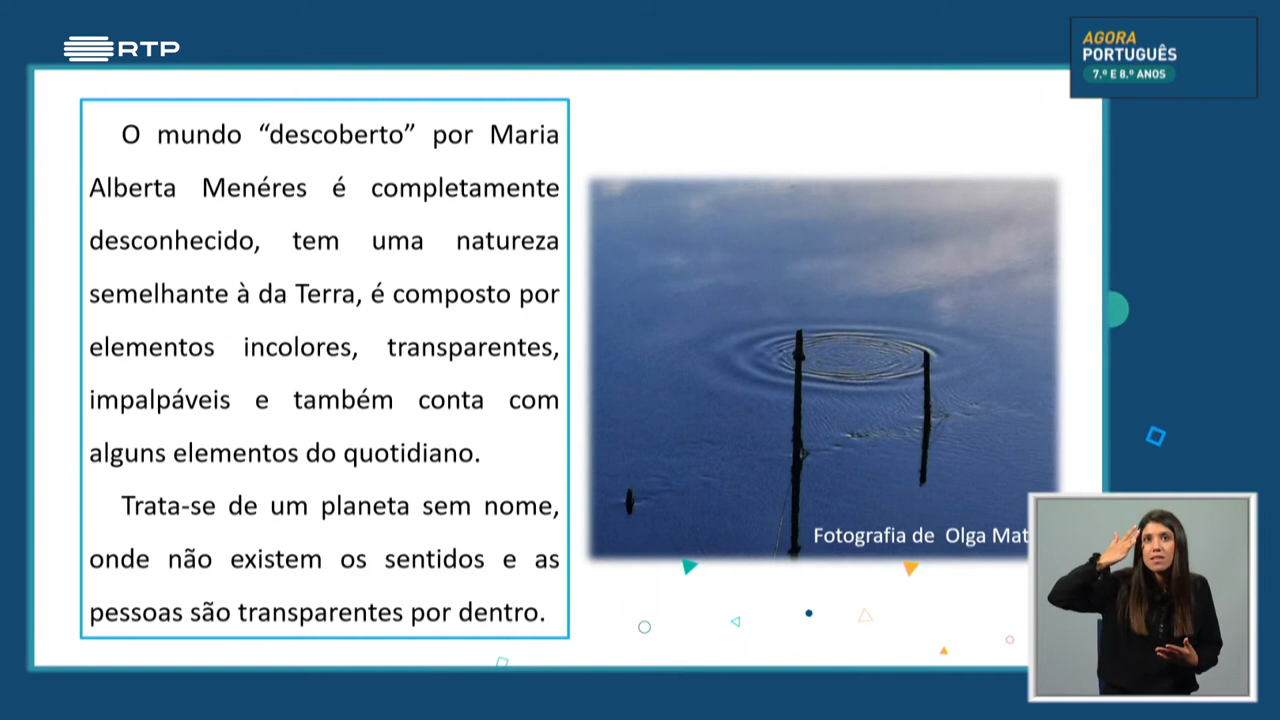 RTP
AGORA
PORTUGUÊS
7.º E 8.º ANOS
O mundo “descoberto” por Maria
Alberta Menéres é completamente
desconhecido, tem uma natureza
semelhante à da Terra, é composto por
elementos incolores, transparentes,
impalpáveis e também conta com
alguns elementos do quotidiano.
Trata-se de um planeta sem nome,
onde não existem os sentidos e as
pessoas são transparentes por dentro.
Fotografia de Olga Mat